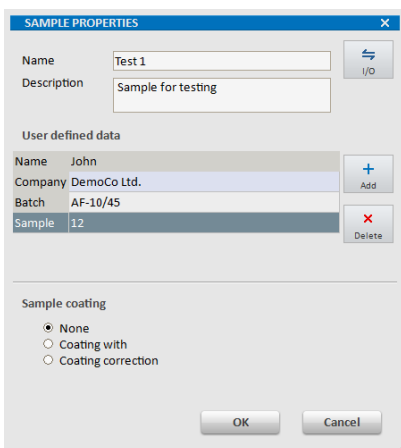 SAMPLE PROPERTIES X
Name Test 1
I/O
Description Sample for testing
User defined data
Name John
Company DemoCo Ltd.
Add
Batch AF-10/45
Sample 12
Delete
Sample coating
None
Coating with
Coating correction
OK Cancel